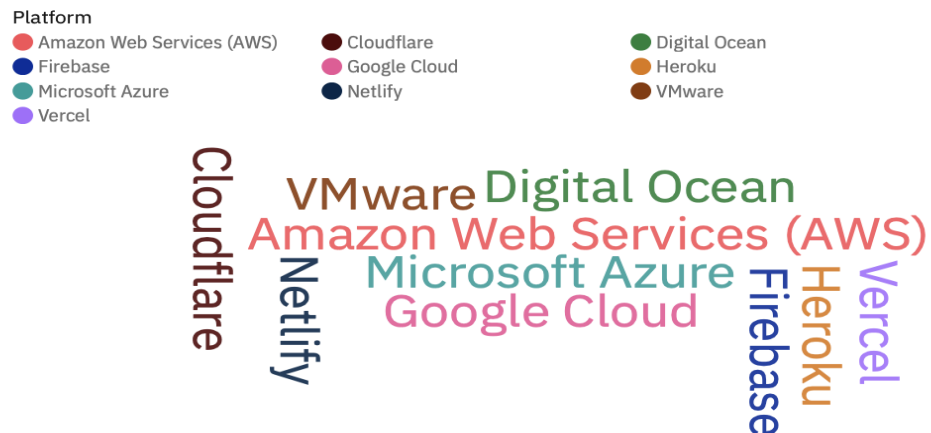 Platform
Amazon Web Services (AWS) Cloudflare Digital Ocean
Firebase Google Cloud Heroku
Microsoft Azure Netlify VMware
Vercel
Cloudflare
VMware Digital Ocean
Amazon Web Services (AWS)
Netlify
Microsoft Azure
Google Cloud
Firebase
Heroku
Vercel